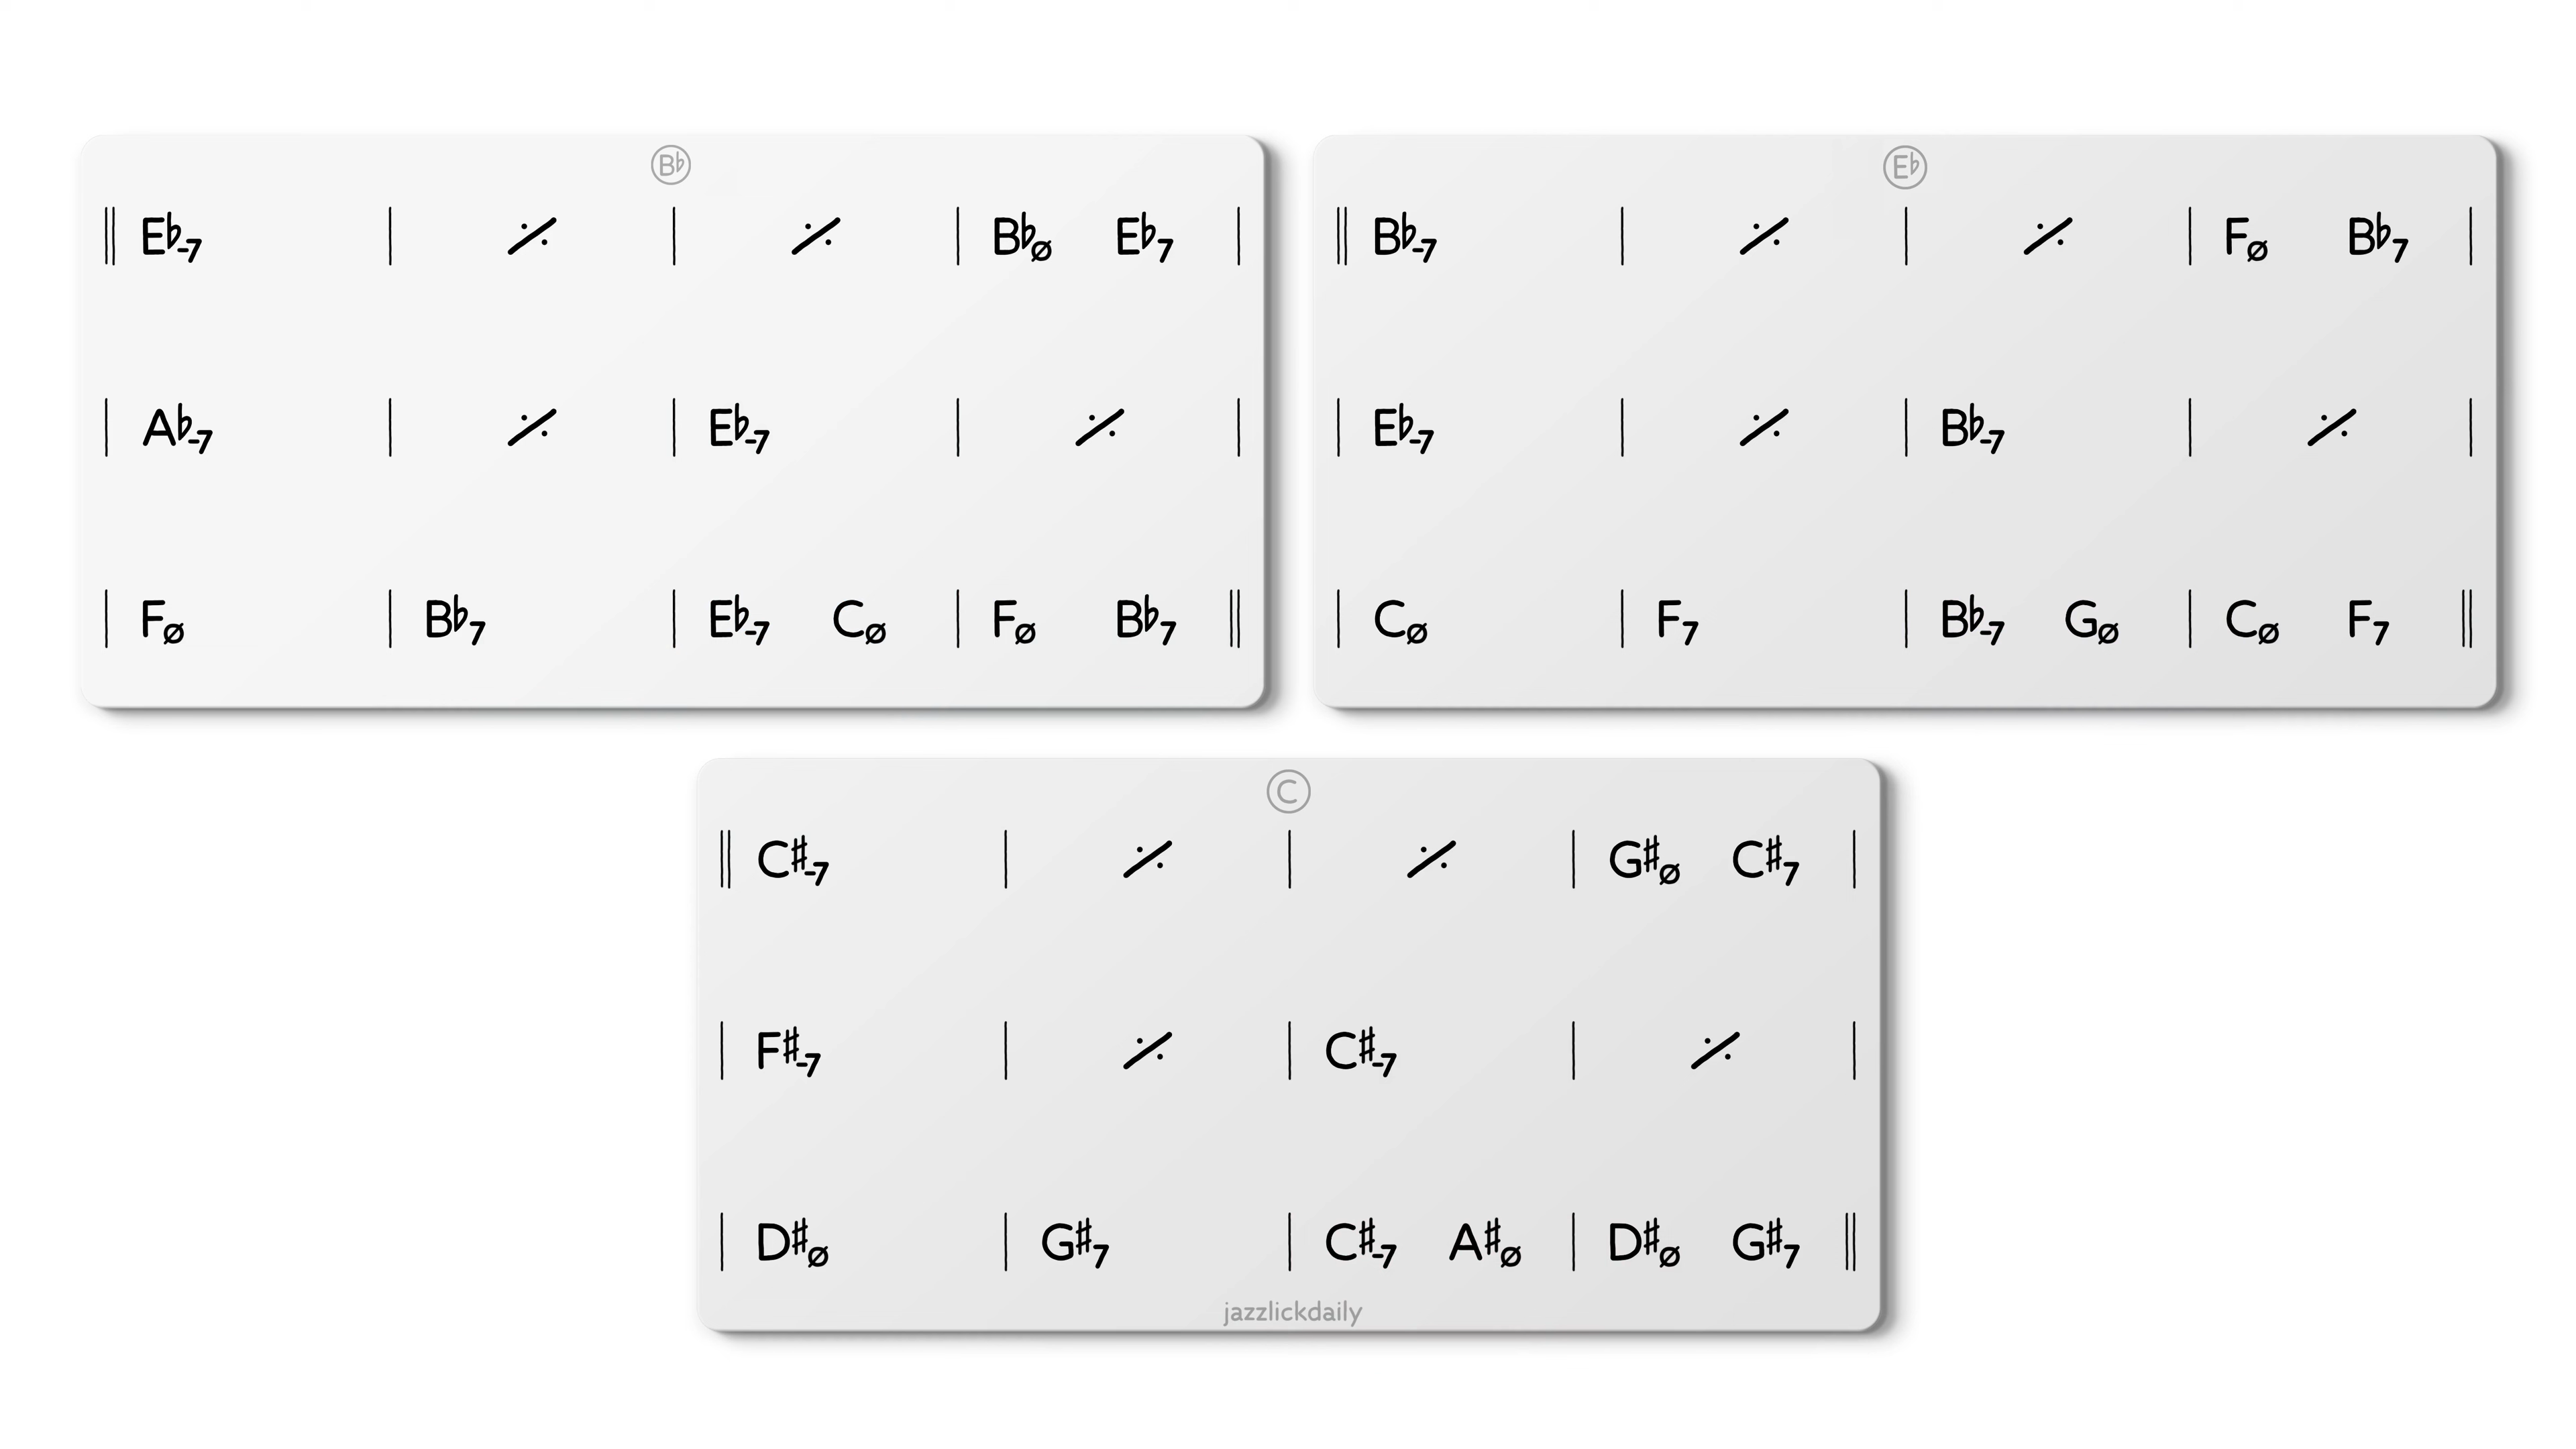 B♭
‖ E♭-7 | 𝄎 | 𝄎 | B♭ø E♭7 |
| A♭-7 | 𝄎 | E♭-7 | 𝄎 |
| Fø | B♭7 | E♭-7 Cø | Fø B♭7 ‖
E♭
‖ B♭-7 | 𝄎 | 𝄎 | Fø B♭7 |
| E♭-7 | 𝄎 | B♭-7 | 𝄎 |
| Cø | F7 | B♭-7 Gø | Cø F7 ‖
C
‖ C♯-7 | 𝄎 | 𝄎 | G♯ø C♯7 |
| F♯-7 | 𝄎 | C♯-7 | 𝄎 |
| D♯ø | G♯7 | C♯-7 A♯ø | D♯ø G♯7 ‖
jazzlickdaily